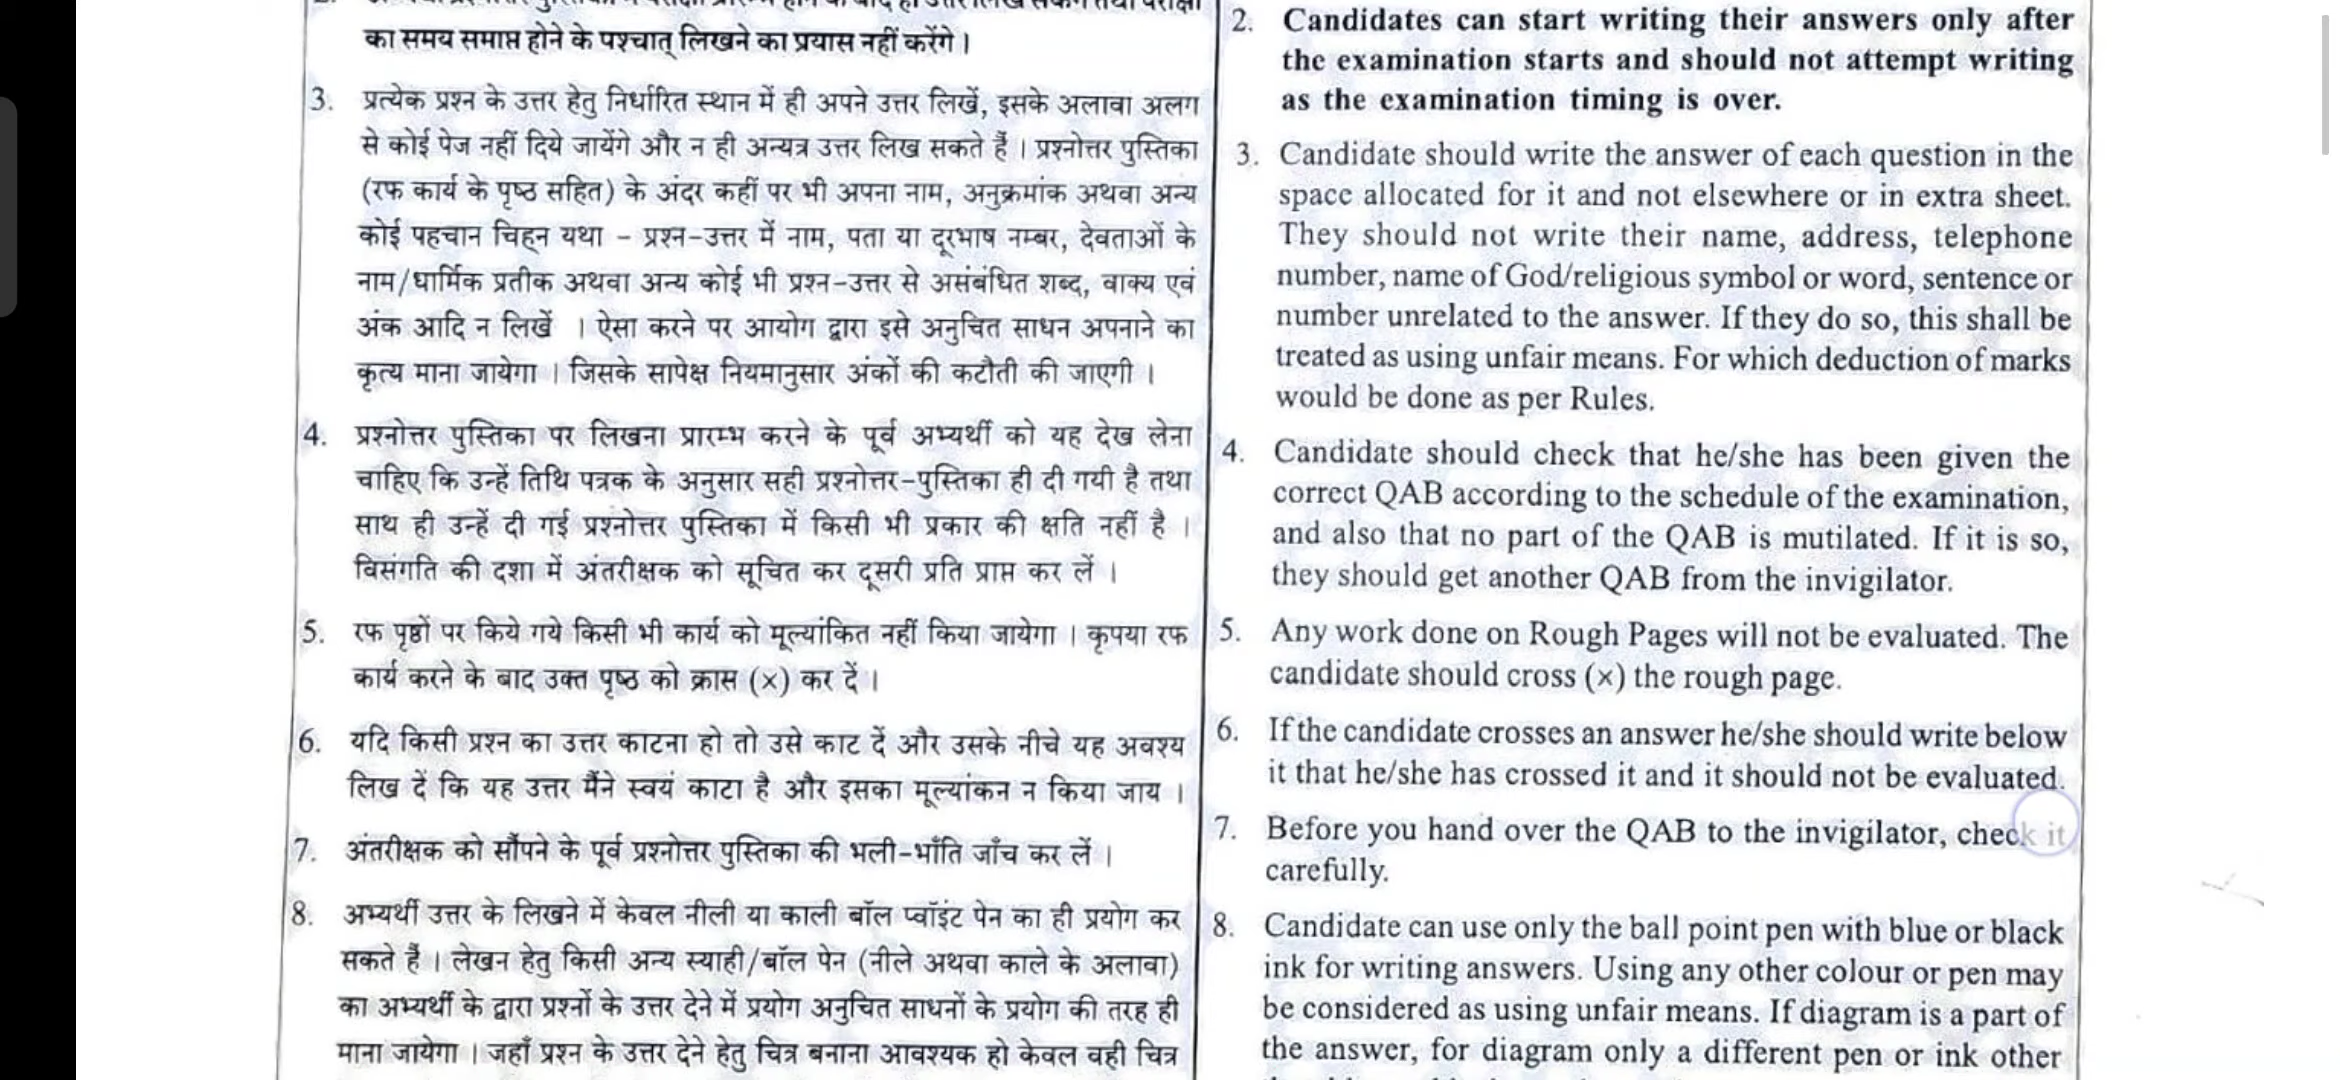 का समय समाप्त होने के पश्चात् लिखने का प्रयास नहीं करेंगे ।
3. प्रत्येक प्रश्न के उत्तर हेतु निर्धारित स्थान में ही अपने उत्तर लिखें, इसके अलावा अलग
से कोई पेज नहीं दिये जायेंगे और न ही अन्यत्र उत्तर लिख सकते हैं । प्रश्नोत्तर पुस्तिका
(रफ कार्य के पृष्ठ सहित) के अंदर कहीं पर भी अपना नाम, अनुक्रमांक अथवा अन्य
कोई पहचान चिह्न यथा – प्रश्न-उत्तर में नाम, पता या दूरभाष नम्बर, देवताओं के
नाम/धार्मिक प्रतीक अथवा अन्य कोई भी प्रश्न-उत्तर से असंबंधित शब्द, वाक्य एवं
अंक आदि न लिखें । ऐसा करने पर आयोग द्वारा इसे अनुचित साधन अपनाने का
कृत्य माना जायेगा । जिसके सापेक्ष नियमानुसार अंकों की कटौती की जाएगी ।
4. प्रश्नोत्तर पुस्तिका पर लिखना प्रारम्भ करने के पूर्व अभ्यर्थी को यह देख लेना
चाहिए कि उन्हें तिथि पत्रक के अनुसार सही प्रश्नोत्तर-पुस्तिका ही दी गयी है तथा
साथ ही उन्हें दी गई प्रश्नोत्तर पुस्तिका में किसी भी प्रकार की क्षति नहीं है ।
विसंगति की दशा में अंतरीक्षक को सूचित कर दूसरी प्रति प्राप्त कर लें ।
5. रफ पृष्ठों पर किये गये किसी भी कार्य को मूल्यांकित नहीं किया जायेगा । कृपया रफ
कार्य करने के बाद उक्त पृष्ठ को क्रास (×) कर दें ।
6. यदि किसी प्रश्न का उत्तर काटना हो तो उसे काट दें और उसके नीचे यह अवश्य
लिख दें कि यह उत्तर मैंने स्वयं काटा है और इसका मूल्यांकन न किया जाय ।
7. अंतरीक्षक को सौंपने के पूर्व प्रश्नोत्तर पुस्तिका की भली-भाँति जाँच कर लें ।
8. अभ्यर्थी उत्तर के लिखने में केवल नीली या काली बॉल प्वॉइंट पेन का ही प्रयोग कर
सकते हैं । लेखन हेतु किसी अन्य स्याही/बॉल पेन (नीले अथवा काले के अलावा)
का अभ्यर्थी के द्वारा प्रश्नों के उत्तर देने में प्रयोग अनुचित साधनों के प्रयोग की तरह ही
माना जायेगा । जहाँ प्रश्न के उत्तर देने हेतु चित्र बनाना आवश्यक हो केवल वही चित्र
2. Candidates can start writing their answers only after
the examination starts and should not attempt writing
as the examination timing is over.
3. Candidate should write the answer of each question in the
space allocated for it and not elsewhere or in extra sheet.
They should not write their name, address, telephone
number, name of God/religious symbol or word, sentence or
number unrelated to the answer. If they do so, this shall be
treated as using unfair means. For which deduction of marks
would be done as per Rules.
4. Candidate should check that he/she has been given the
correct QAB according to the schedule of the examination,
and also that no part of the QAB is mutilated. If it is so,
they should get another QAB from the invigilator.
5. Any work done on Rough Pages will not be evaluated. The
candidate should cross (×) the rough page.
6. If the candidate crosses an answer he/she should write below
it that he/she has crossed it and it should not be evaluated.
7. Before you hand over the QAB to the invigilator, check it
carefully.
8. Candidate can use only the ball point pen with blue or black
ink for writing answers. Using any other colour or pen may
be considered as using unfair means. If diagram is a part of
the answer, for diagram only a different pen or ink other